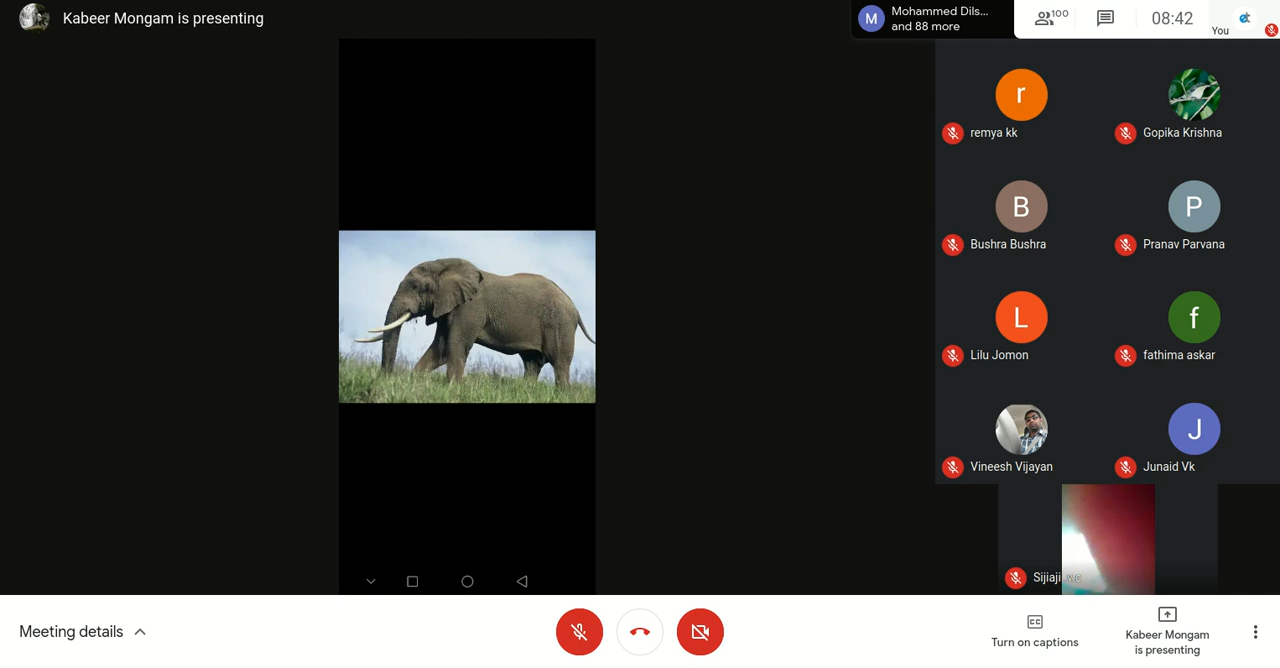 Kabeer Mongam is presenting
M
Mohammed Dils...
and 88 more
100
08:42
You
r
remya kk
Gopika Krishna
B
Bushra Bushra
P
Pranav Parvana
L
Lilu Jomon
f
fathima askar
Vineesh Vijayan
J
Junaid Vk
Sijiaji v.c
Meeting details
CC
Turn on captions
Kabeer Mongam
is presenting